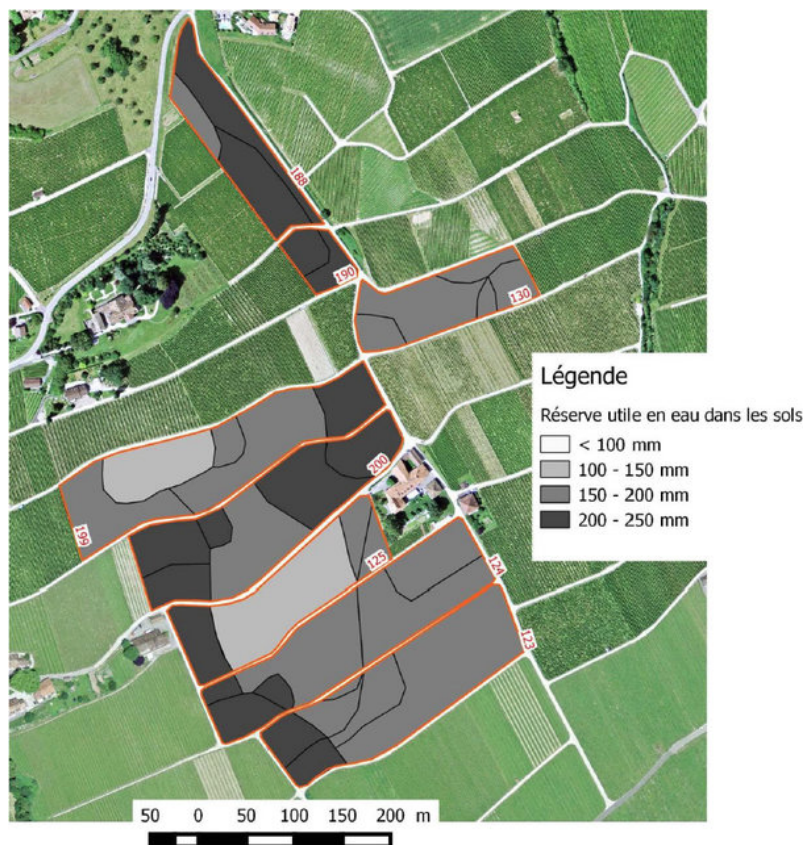 188
190
130
Légende
Réserve utile en eau dans les sols
< 100 mm
100 - 150 mm
150 - 200 mm
200 - 250 mm
200
199
125
124
123
50 0 50 100 150 200 m